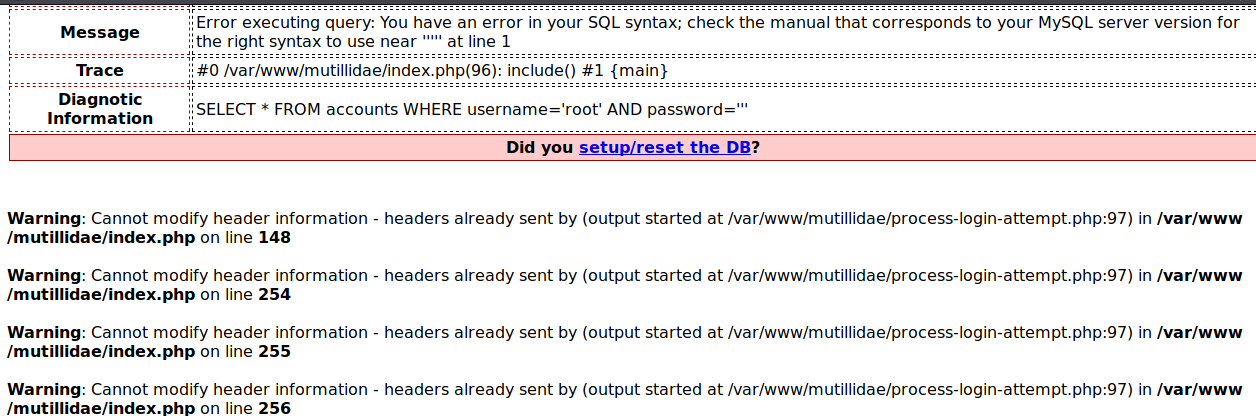 Message
Error executing query: You have an error in your SQL syntax; check the manual that corresponds to your MySQL server version for
the right syntax to use near ''''' at line 1
Trace
#0 /var/www/mutillidae/index.php(96): include() #1 {main}
Diagnotic
Information
SELECT * FROM accounts WHERE username='root' AND password='''
Did you setup/reset the DB?
Warning: Cannot modify header information - headers already sent by (output started at /var/www/mutillidae/process-login-attempt.php:97) in /var/www
/mutillidae/index.php on line 148
Warning: Cannot modify header information - headers already sent by (output started at /var/www/mutillidae/process-login-attempt.php:97) in /var/www
/mutillidae/index.php on line 254
Warning: Cannot modify header information - headers already sent by (output started at /var/www/mutillidae/process-login-attempt.php:97) in /var/www
/mutillidae/index.php on line 255
Warning: Cannot modify header information - headers already sent by (output started at /var/www/mutillidae/process-login-attempt.php:97) in /var/www
/mutillidae/index.php on line 256